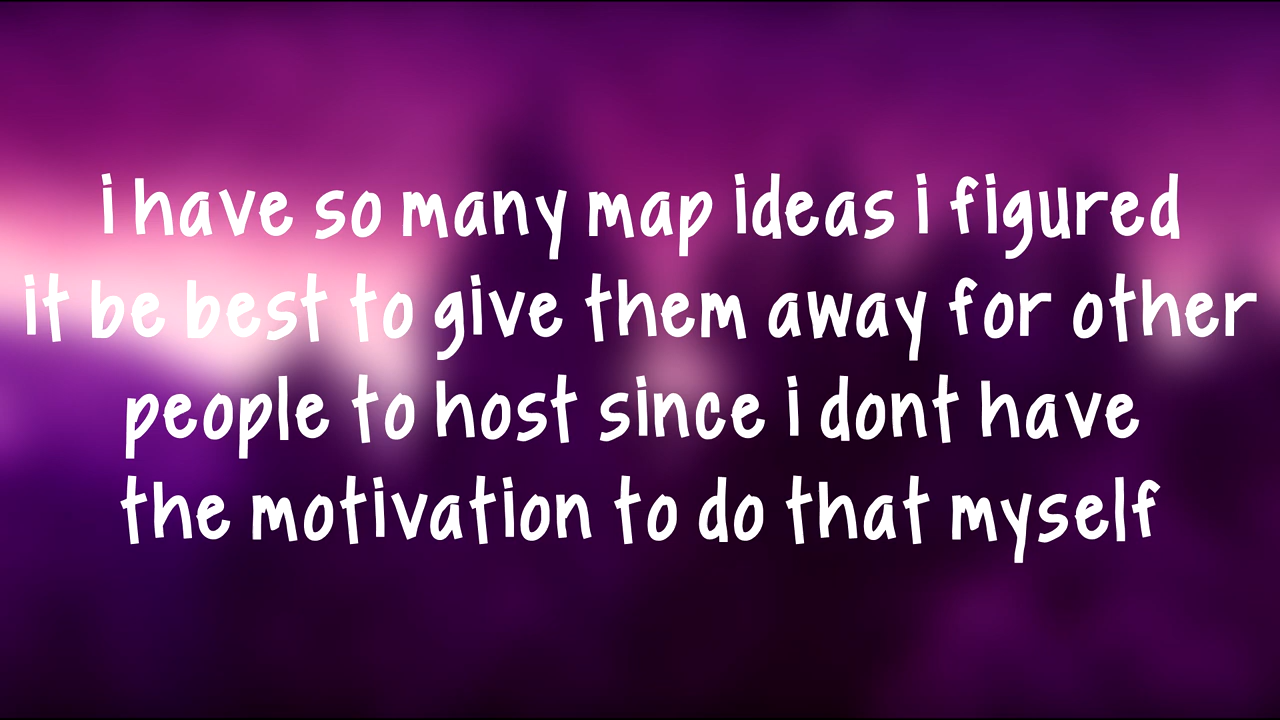 i have so many map ideas i figured
it be best to give them away for other
people to host since i dont have
the motivation to do that myself